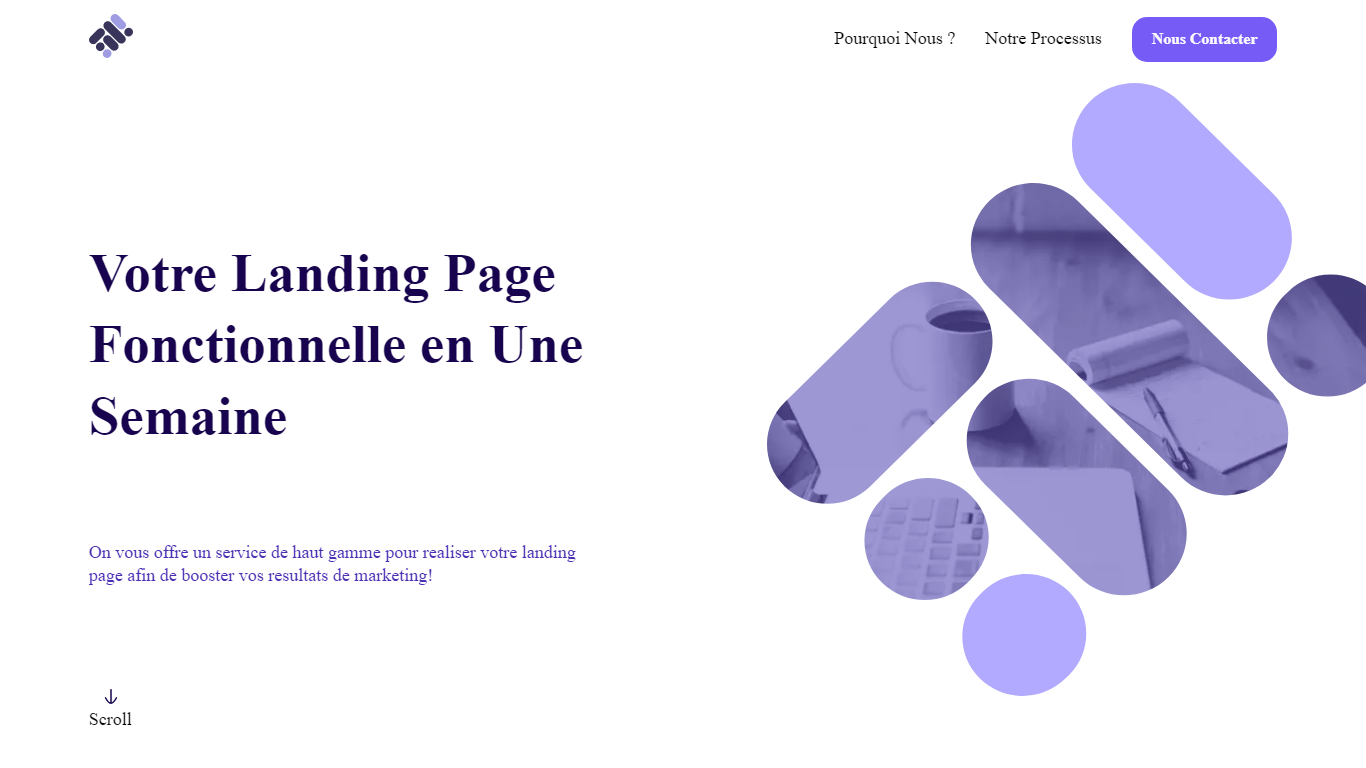 Pourquoi Nous ?
Notre Processus
Nous Contacter
Votre Landing Page
Fonctionnelle en Une
Semaine
On vous offre un service de haut gamme pour realiser votre landing
page afin de booster vos resultats de marketing!
Scroll